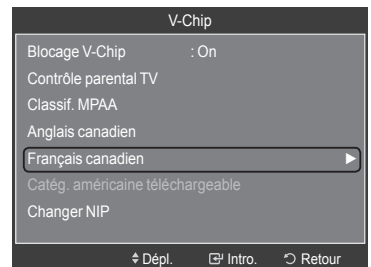 V-Chip
Blocage V-Chip : On
Contrôle parental TV
Classif. MPAA
Anglais canadien
Français canadien ►
Catég. américaine téléchargeable
Changer NIP
Dépl. Intro. Retour